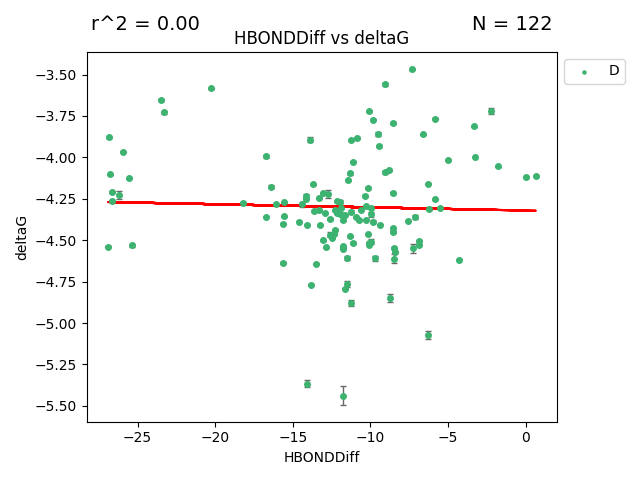 r^2 = 0.00
N = 122
HBONDDiff vs deltaG
D
deltaG
−3.50
−3.75
−4.00
−4.25
−4.50
−4.75
−5.00
−5.25
−5.50
−25
−20
−15
−10
−5
0
HBONDDiff